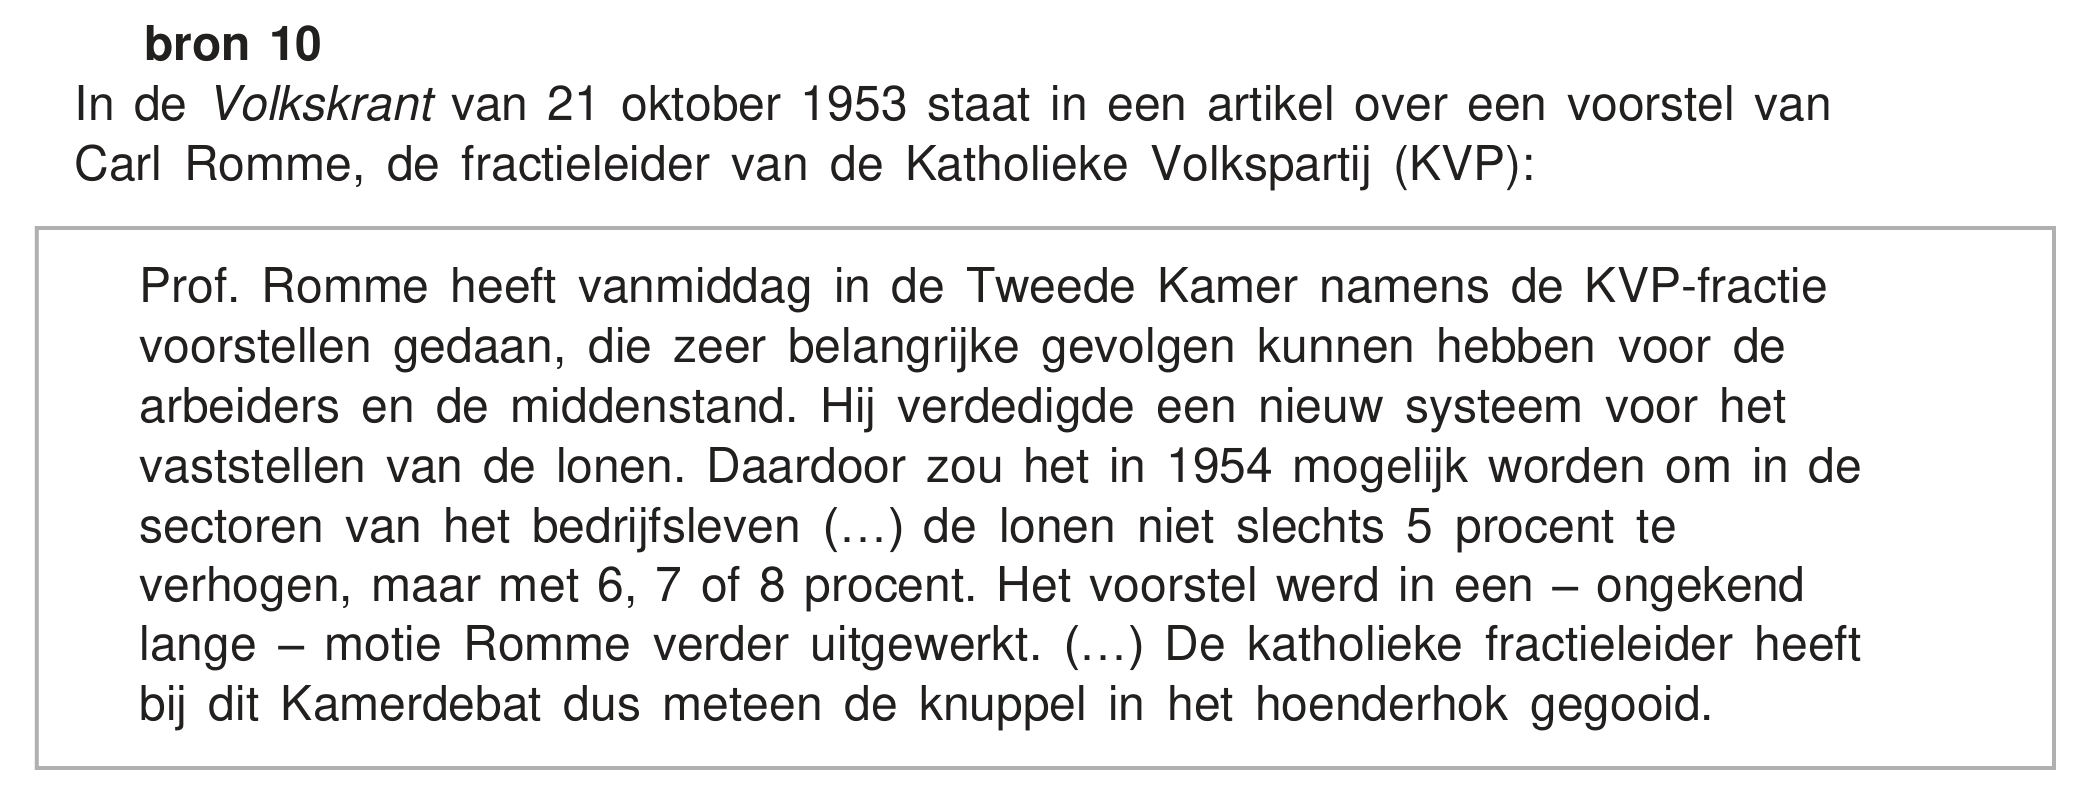 bron 10
In de Volkskrant van 21 oktober 1953 staat in een artikel over een voorstel van
Carl Romme, de fractieleider van de Katholieke Volkspartij (KVP):
Prof. Romme heeft vanmiddag in de Tweede Kamer namens de KVP-fractie
voorstellen gedaan, die zeer belangrijke gevolgen kunnen hebben voor de
arbeiders en de middenstand. Hij verdedigde een nieuw systeem voor het
vaststellen van de lonen. Daardoor zou het in 1954 mogelijk worden om in de
sectoren van het bedrijfsleven (…) de lonen niet slechts 5 procent te
verhogen, maar met 6, 7 of 8 procent. Het voorstel werd in een – ongekend
lange – motie Romme verder uitgewerkt. (…) De katholieke fractieleider heeft
bij dit Kamerdebat dus meteen de knuppel in het hoenderhok gegooid.